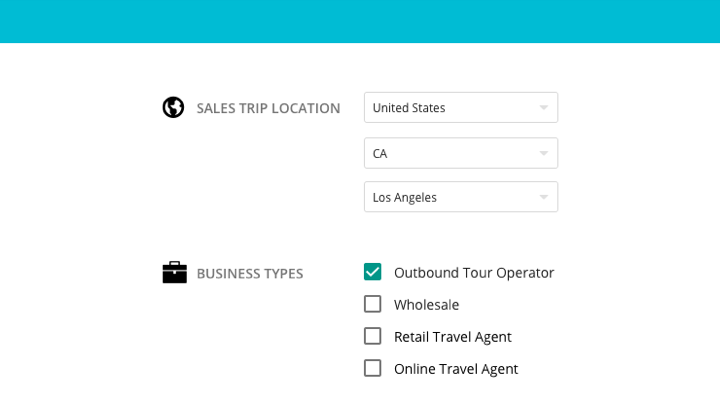 SALES TRIP LOCATION
United States
CA
Los Angeles
BUSINESS TYPES
Outbound Tour Operator
Wholesale
Retail Travel Agent
Online Travel Agent